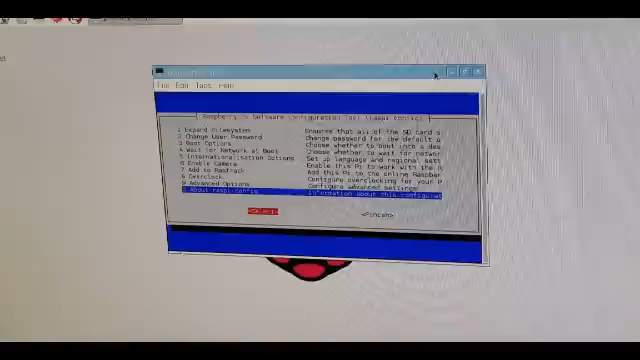 File Edit Tabs Help
Raspberry Pi Software Configuration Tool (raspi-config)
1 Expand Filesystem Ensures that all of the SD card s
2 Change User Password Change password for the default u
3 Boot Options Choose whether to boot into a des
4 Wait for Network at Boot Choose whether to wait for networ
5 Internationalisation Options Set up language and regional sett
6 Enable Camera Enable this Pi to work with the R
7 Add to Rastrack Add this Pi to the online Raspber
8 Overclock Configure overclocking for your P
9 Advanced Options Configure advanced settings
0 About raspi-config Information about this configurat
<Select> <Finish>